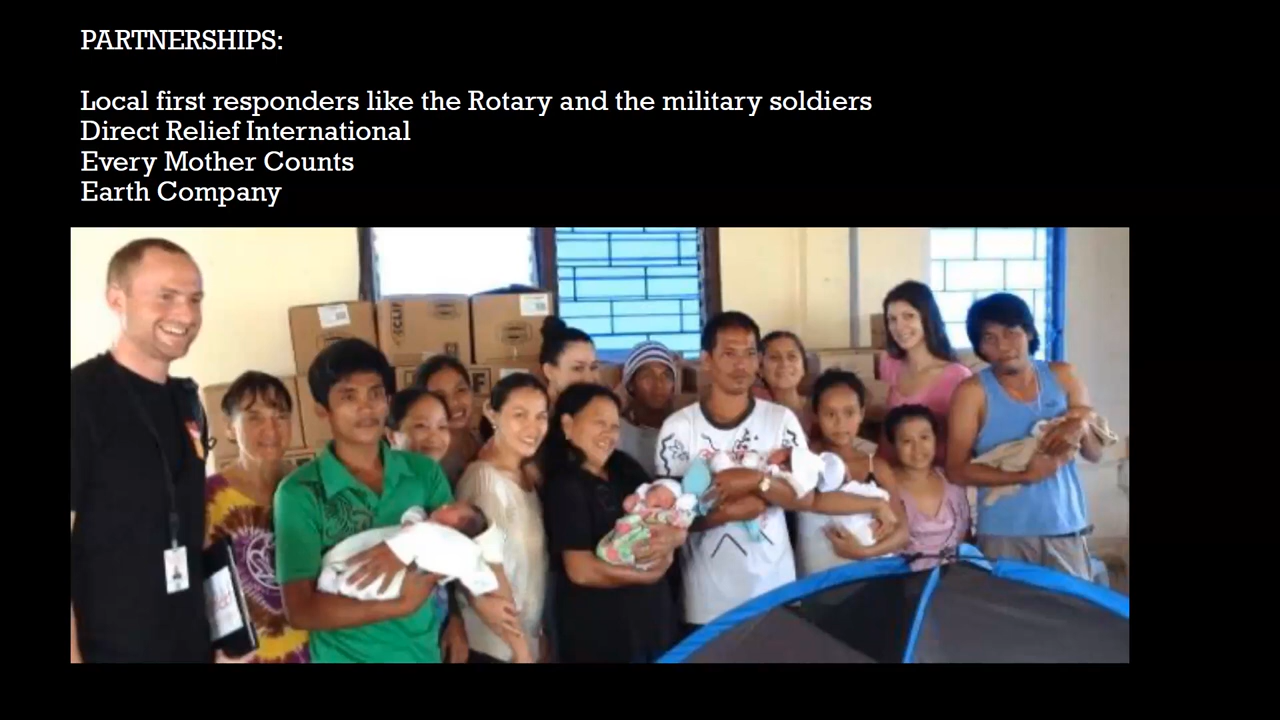 PARTNERSHIPS:
Local first responders like the Rotary and the military soldiers
Direct Relief International
Every Mother Counts
Earth Company